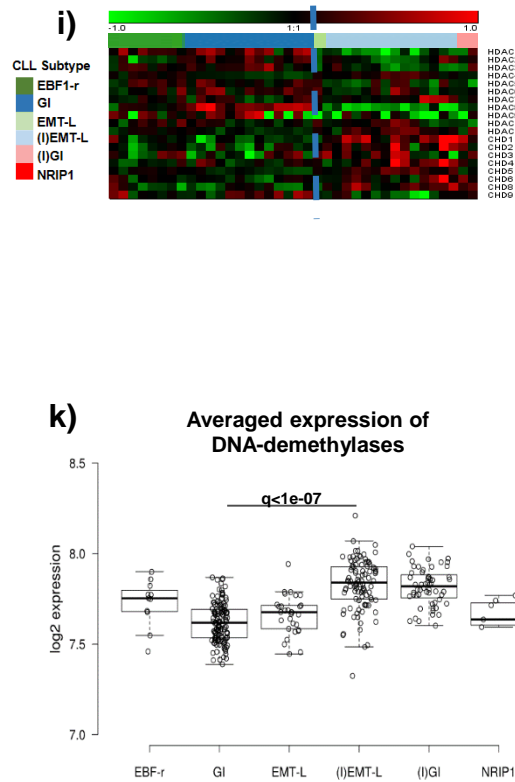 i)
-1.0 1:1 1.0
CLL Subtype
EBF1-r
GI
EMT-L
(I)EMT-L
(I)GI
NRIP1
HDAC
HDAC
HDAC
HDAC
HDAC
HDAC
HDAC
HDAC
HDAC
HDAC
CHD1
CHD2
CHD3
CHD4
CHD5
CHD6
CHD8
CHD9
k)
Averaged expression of
DNA-demethylases
q<1e-07
log2 expression
8.5
8.0
7.5
7.0
EBF-r GI EMT-L (I)EMT-L (I)GI NRIP1